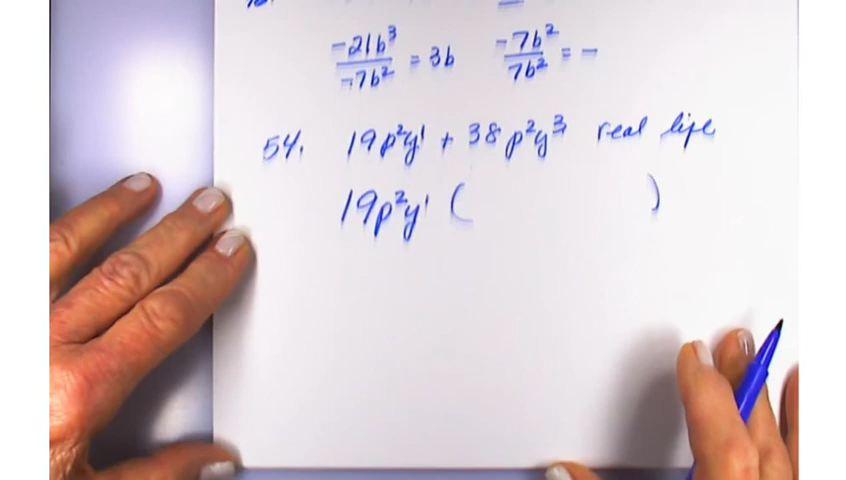 -21b³/-7b² = 3b    -7b²/7b² = -
54. 19p²y¹ + 38p²y³ real life
19p²y¹ ( )